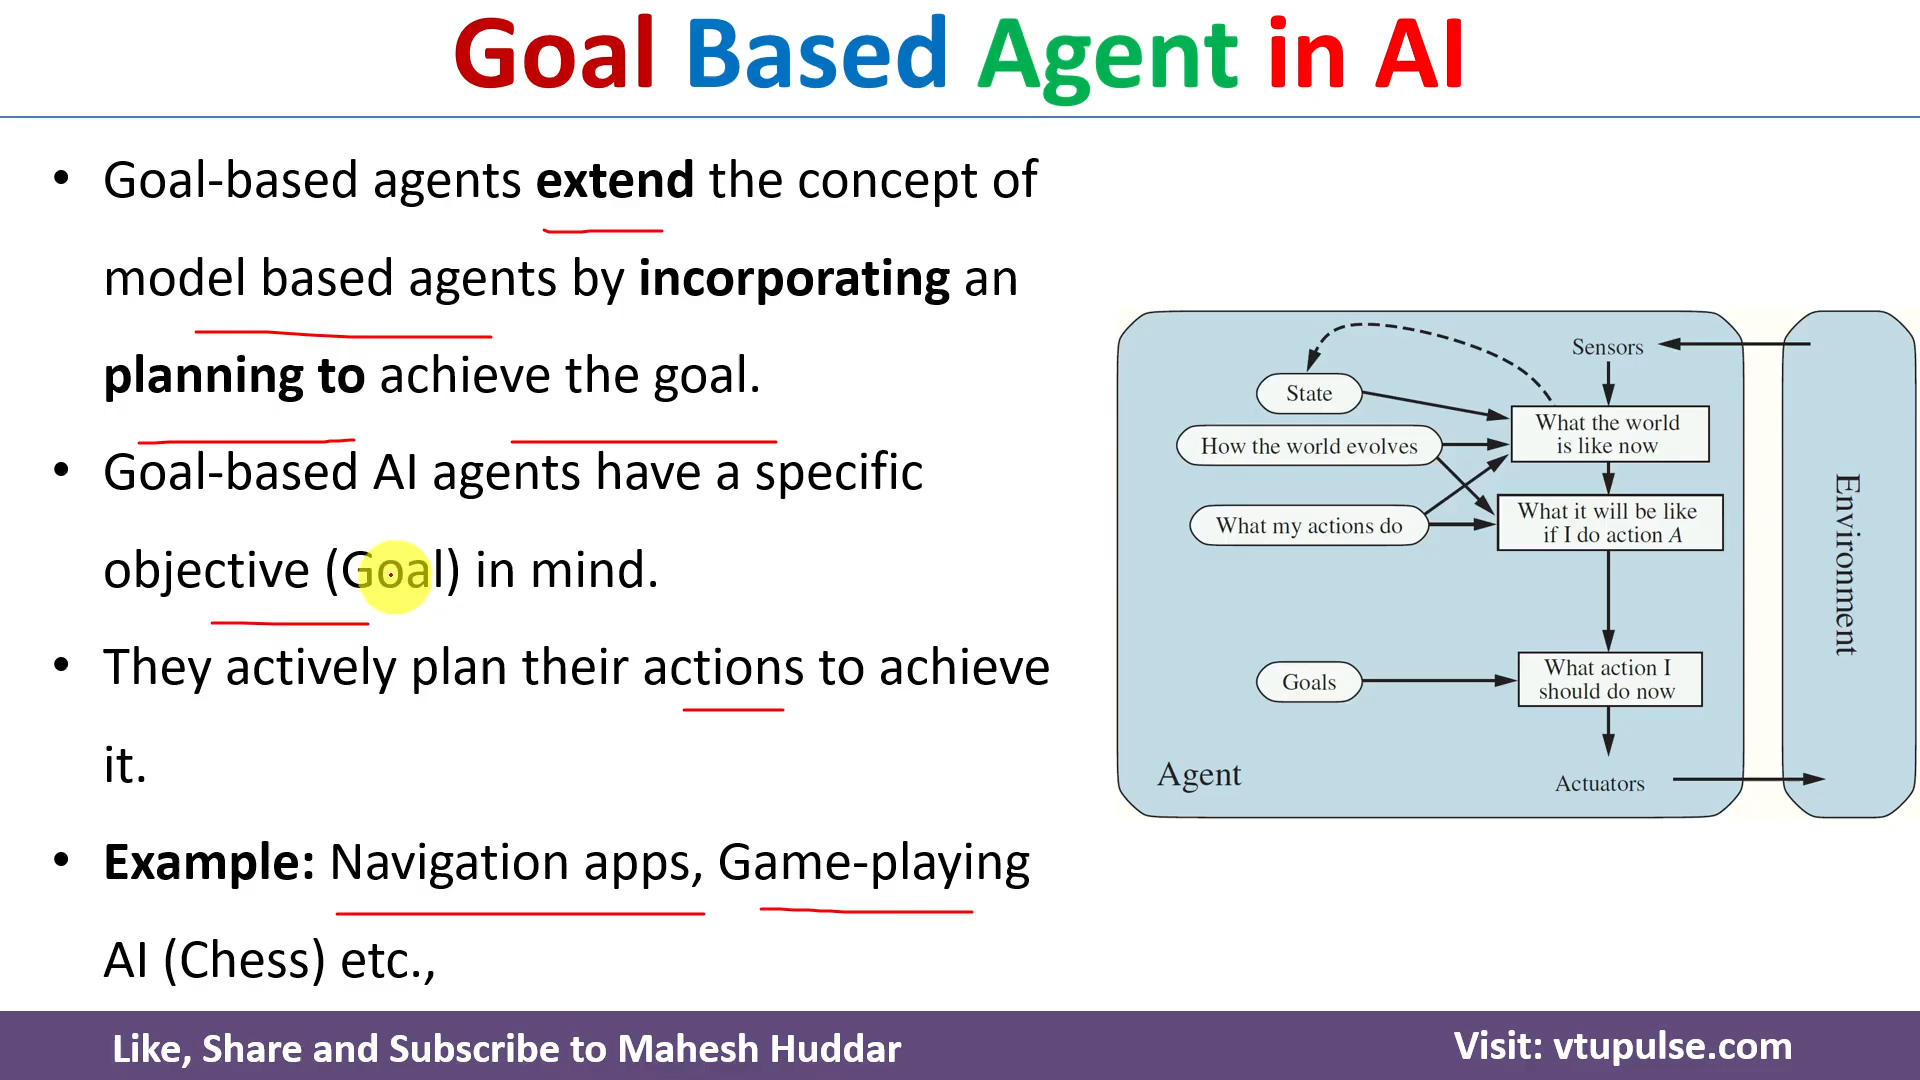 Goal Based Agent in AI
• Goal-based agents extend the concept of
model based agents by incorporating an
planning to achieve the goal.
• Goal-based AI agents have a specific
objective (Goal) in mind.
• They actively plan their actions to achieve
it.
• Example: Navigation apps, Game-playing
AI (Chess) etc.,
Sensors
State
What the world
is like now
How the world evolves
What it will be like
if I do action A
What my actions do
Environment
What action I
should do now
Goals
Agent
Actuators
Like, Share and Subscribe to Mahesh Huddar
Visit: vtupulse.com